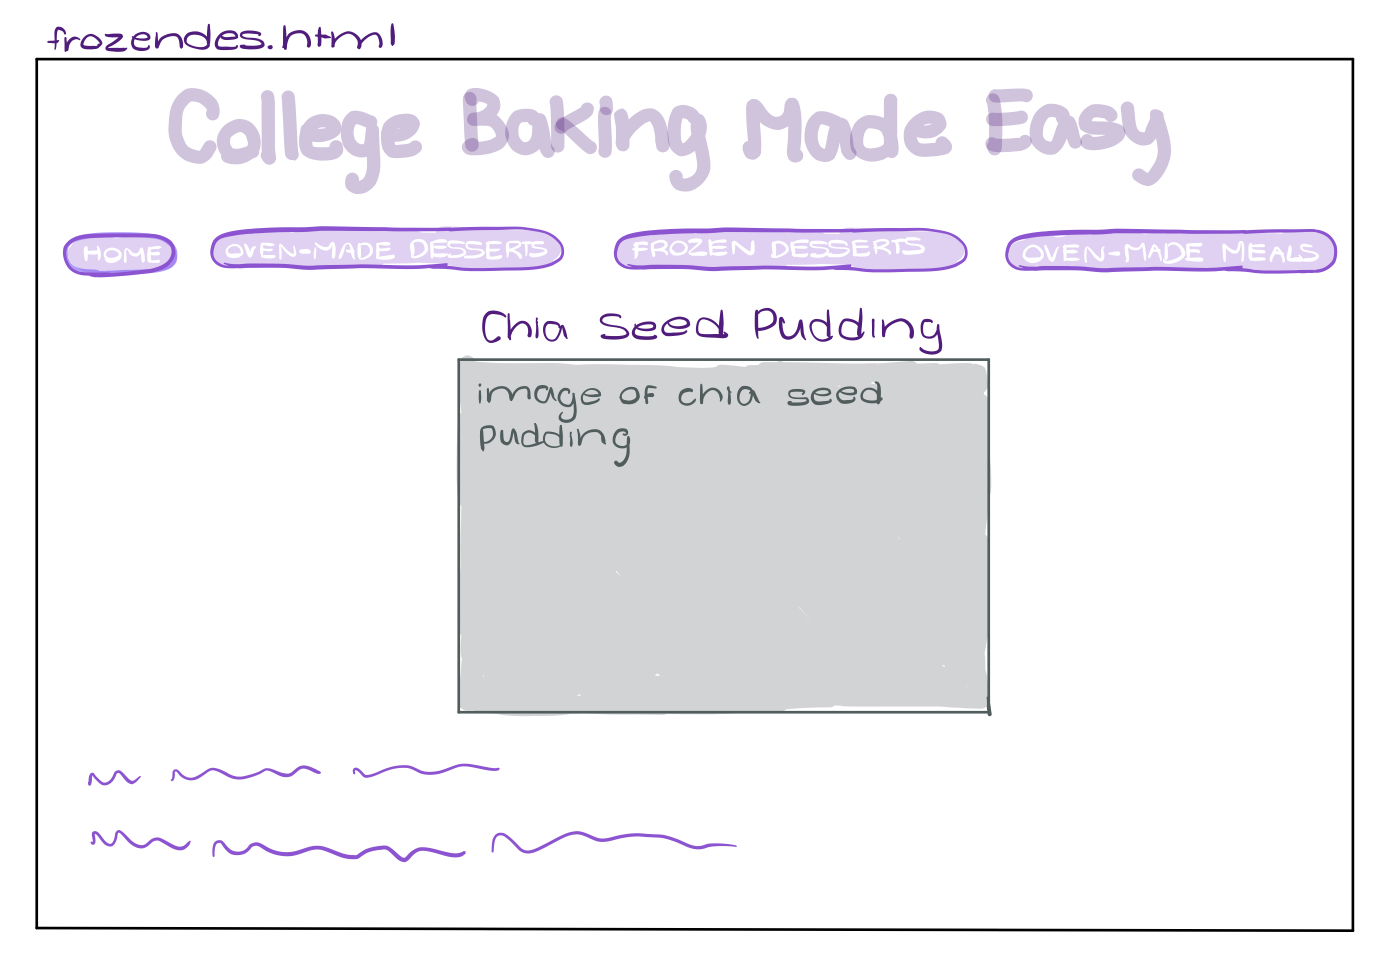 frozendes.html
College Baking Made Easy
HOME OVEN-MADE DESSERTS FROZEN DESSERTS OVEN-MADE MEALS
Chia Seed Pudding
image of chia seed
pudding